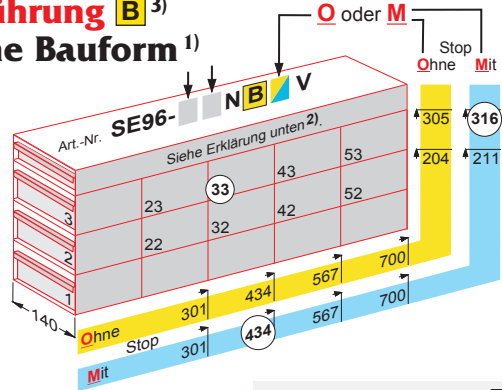 ührung B 3)
ne Bauform 1)
O oder M
Stop
Ohne Mit
Art.-Nr. SE96- N B V
Siehe Erklärung unten 2).
305 316
204 211
23 33 43 53
22 32 42 52
3
2
1
140
Ohne 301 434 567 700
Stop
Mit 301 434 567 700